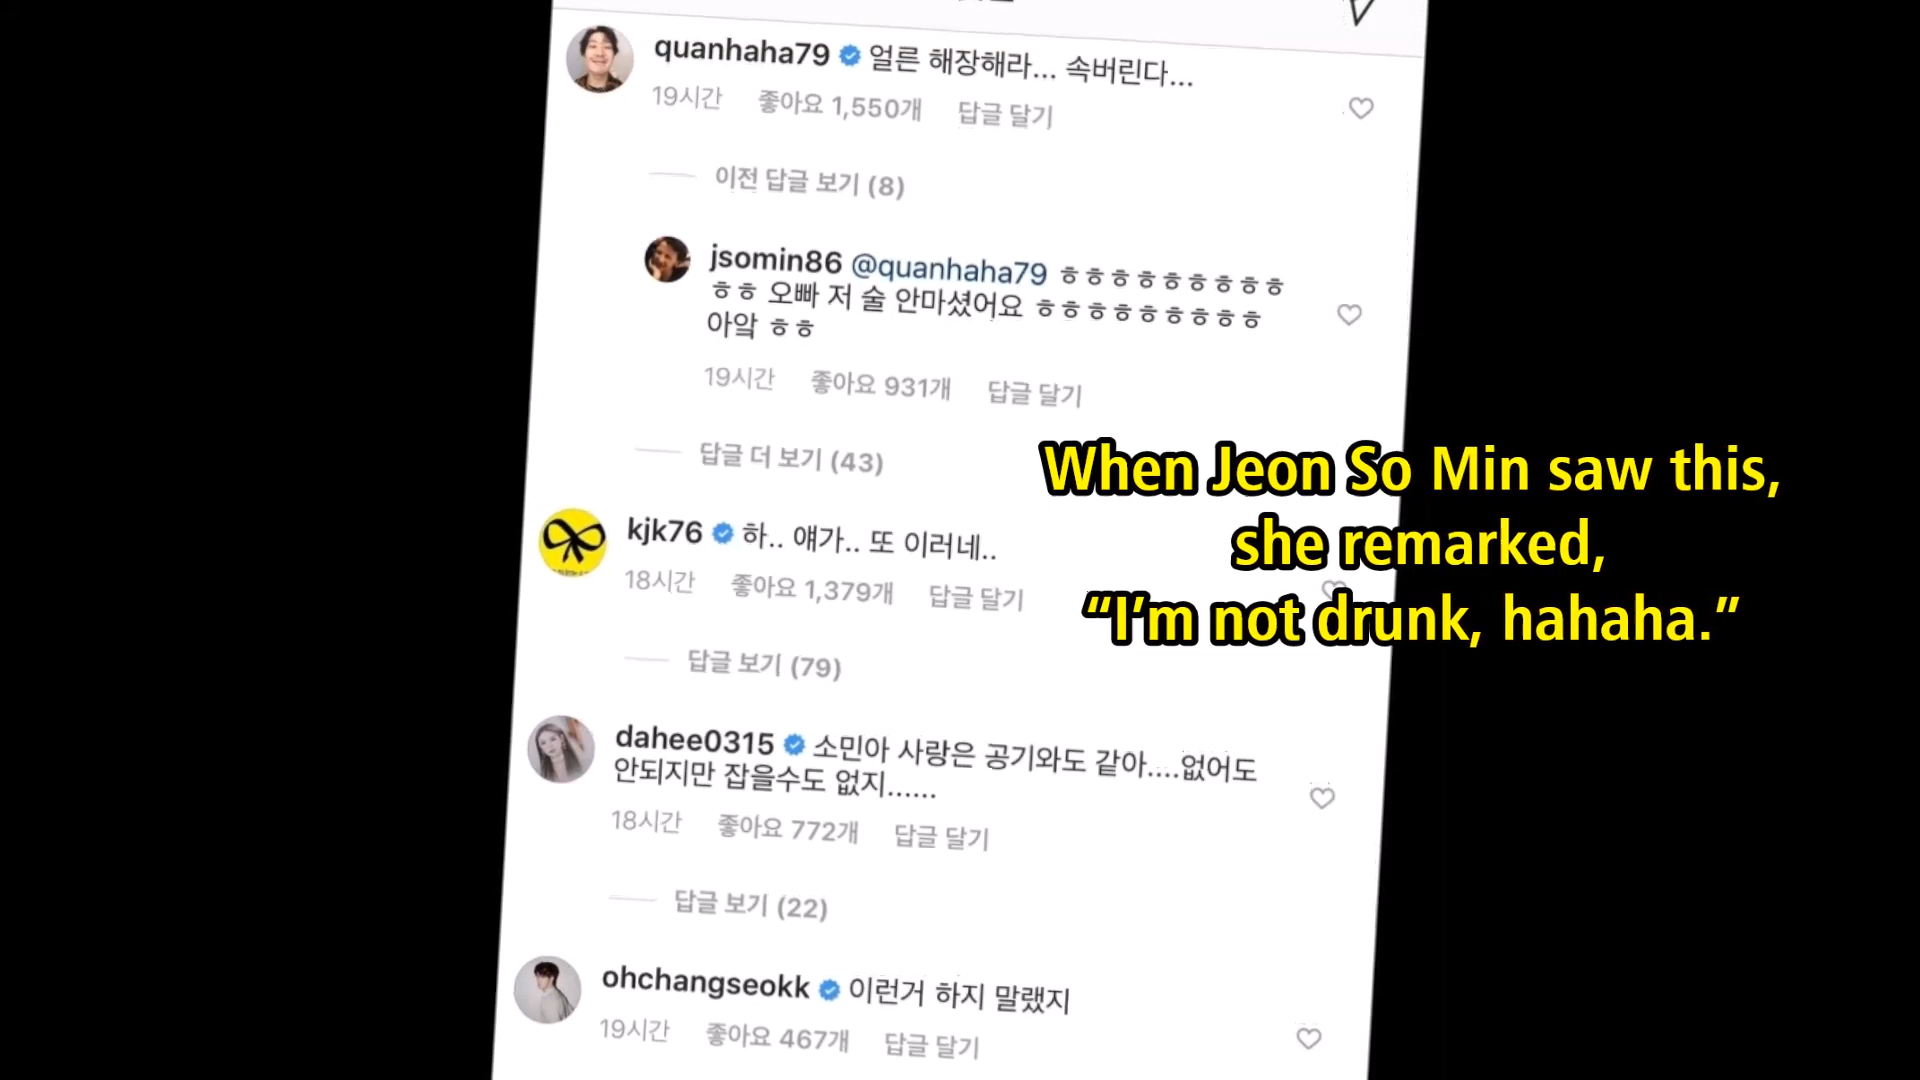 quanhaha79 얼른 해장해라... 속버린다...
19시간 좋아요 1,550개 답글 달기
이전 답글 보기 (8)
jsomin86 @quanhaha79 ㅎㅎㅎㅎㅎㅎㅎㅎㅎ
ㅎㅎ 오빠 저 술 안마셨어요 ㅎㅎㅎㅎㅎㅎㅎㅎㅎ
아앜 ㅎㅎ
19시간 좋아요 931개 답글 달기
답글 더 보기 (43)
kjk76 하.. 얘가.. 또 이러네..
18시간 좋아요 1,379개 답글 달기
답글 보기 (79)
dahee0315 소민아 사랑은 공기와도 같아....없어도
안되지만 잡을수도 없지......
18시간 좋아요 772개 답글 달기
답글 보기 (22)
ohchangseokk 이런거 하지 말랬지
19시간 좋아요 467개 답글 달기
When Jeon So Min saw this,
she remarked,
“I’m not drunk, hahaha.”